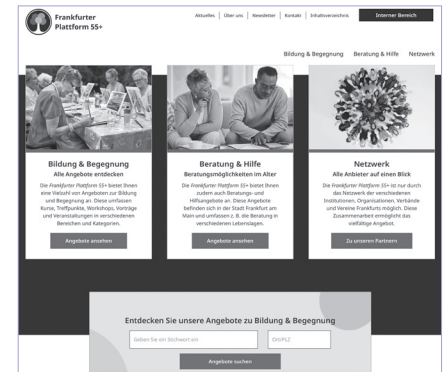 Frankfurter
Plattform 55+
Aktuelles | Über uns | Newsletter | Kontakt | Inhaltsverzeichnis
Interner Bereich
Bildung & Begegnung Beratung & Hilfe Netzwerk
Bildung & Begegnung
Alle Angebote entdecken
Die Frankfurter Plattform 55+ bietet Ihnen
eine Vielzahl von Angeboten zur Bildung
und Begegnung an. Diese umfassen
Kurse, Treffpunkte, Workshops, Vorträge
und Veranstaltungen in verschiedenen
Bereichen und Kategorien.
Angebote ansehen
Beratung & Hilfe
Beratungsmöglichkeiten im Alter
Die Frankfurter Plattform 55+ bietet Ihnen
zudem auch Beratungs- und
Hilfsangebote an. Diese Angebote
befinden sich in der Stadt Frankfurt am
Main und umfassen z. B. die Beratung in
verschiedenen Lebenslagen.
Angebote ansehen
Netzwerk
Alle Anbieter auf einen Blick
Die Frankfurter Plattform 55+ ist nur durch
das Netzwerk der verschiedenen
Institutionen, Organisationen, Verbände
und Vereine Frankfurts möglich. Diese
Zusammenarbeit ermöglicht das
vielfältige Angebot.
Zu unseren Partnern
Entdecken Sie unsere Angebote zu Bildung & Begegnung
Geben Sie ein Stichwort ein
Ort/PLZ
Angebote suchen